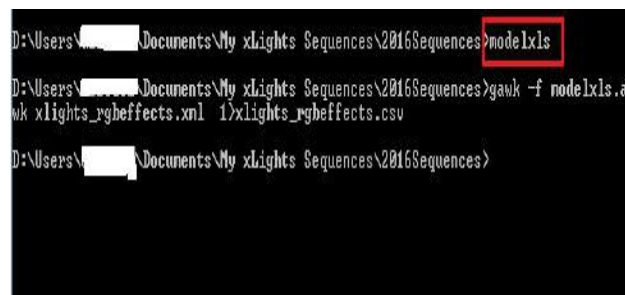 D:\Users\ \Documents\My xLights Sequences\2016Sequences>modelxls
D:\Users\ \Documents\My xLights Sequences\2016Sequences>gawk -f modelxls.a
wk xlights_rgbeffects.xml 1>xlights_rgbeffects.csv
D:\Users\ \Documents\My xLights Sequences\2016Sequences>